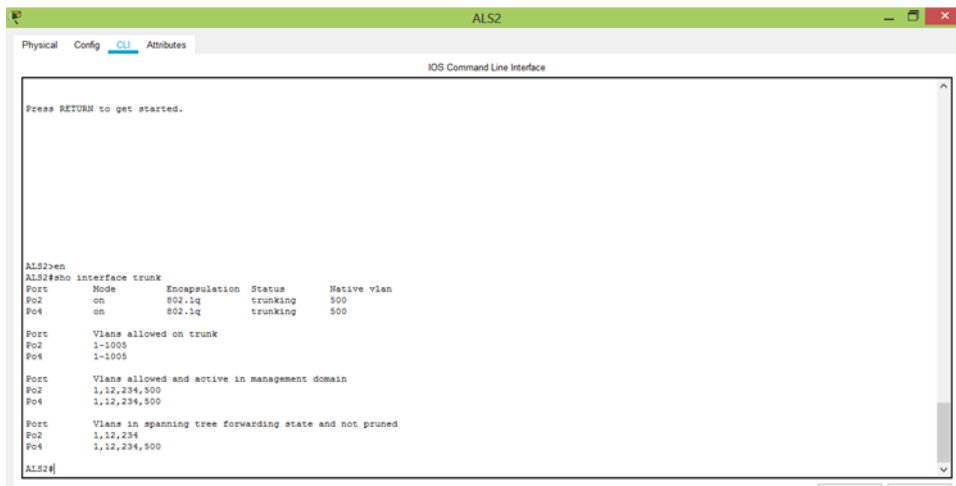 ALS2
Physical Config CLI Attributes
IOS Command Line Interface
Press RETURN to get started.
ALS2>en
ALS2#sho interface trunk
Port Mode Encapsulation Status Native vlan
Po2 on 802.1q trunking 500
Po4 on 802.1q trunking 500
Port Vlans allowed on trunk
Po2 1-1005
Po4 1-1005
Port Vlans allowed and active in management domain
Po2 1,12,234,500
Po4 1,12,234,500
Port Vlans in spanning tree forwarding state and not pruned
Po2 1,12,234
Po4 1,12,234,500
ALS2#